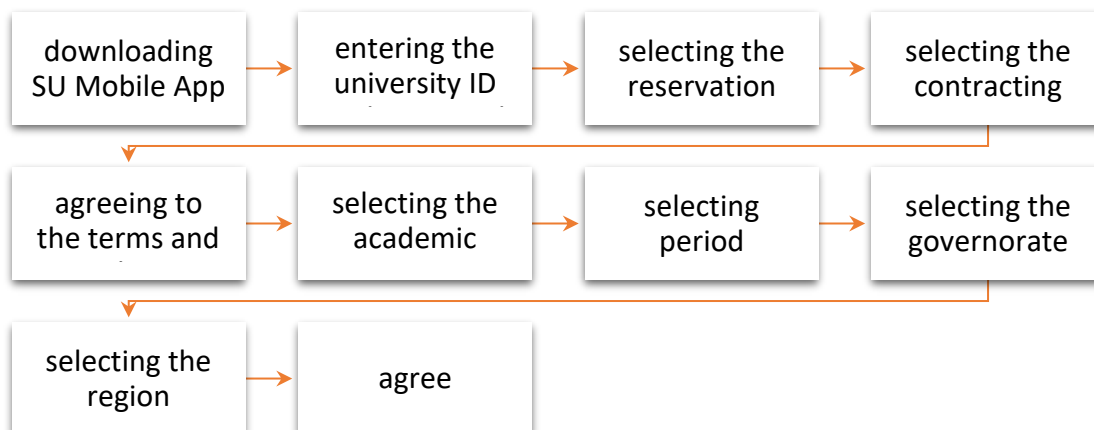 downloading
SU Mobile App
entering the
university ID
selecting the
reservation
selecting the
contracting
agreeing to
the terms and
selecting the
academic
selecting
period
selecting the
governorate
selecting the
region
agree